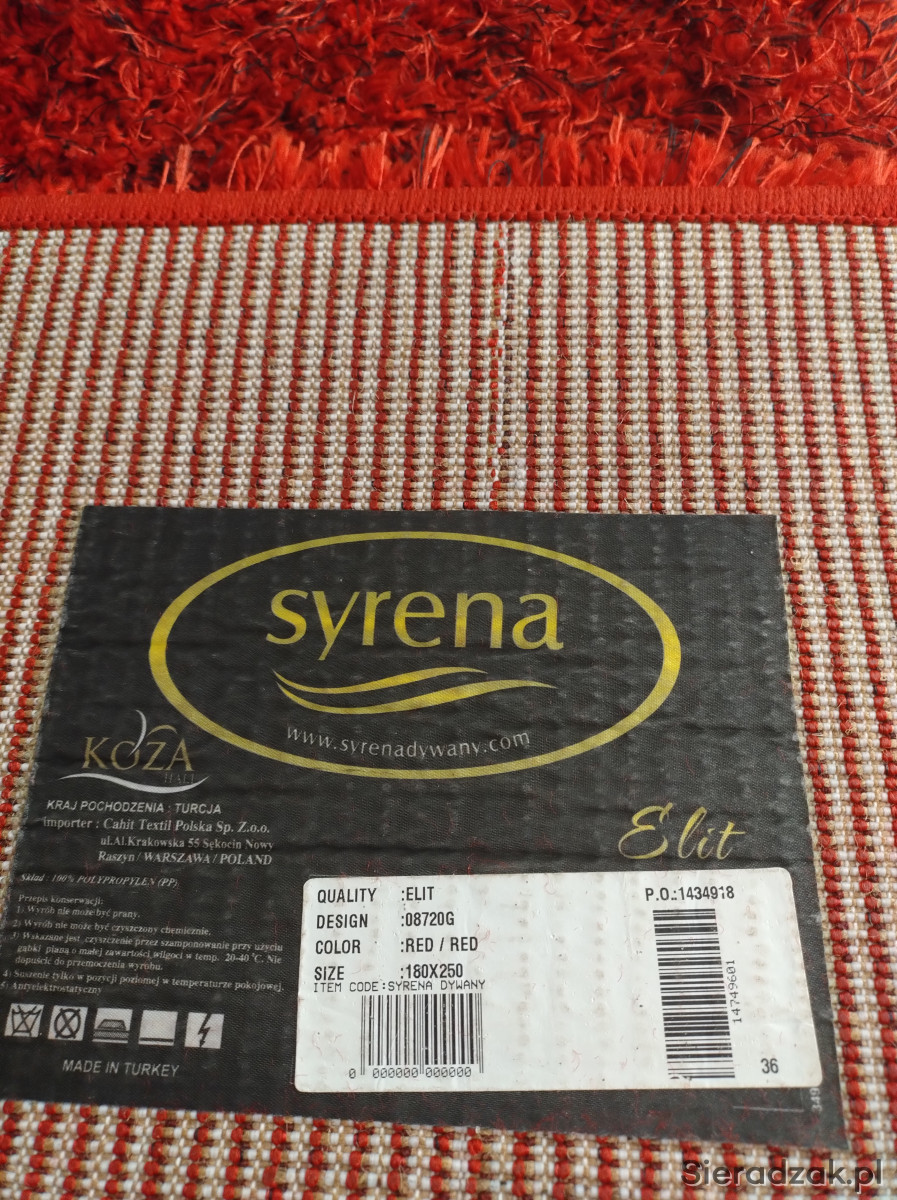 syrena
www.syrenadywany.com
KOZA
HALI
KRAJ POCHODZENIA : TURCJA
importer : Cahit Textil Polska Sp. Z.o.o.
ul.Al.Krakowska 55 Sękocin Nowy
Raszyn / WARSZAWA / POLAND
Elit
Skład : 100% POLYPROPYLEN (PP)
Przepis konserwacji:
1) Wyrób nie może być prany.
2) Wyrób nie może być czyszczony chemicznie.
3) Wskazane jest czyszczenie przez szamponowanie przy użyciu
gąbki pianą o małej zawartości wilgoci w temp. 20-40 °C. Nie
dopuścić do przemoczenia wyrobu.
4) Suszenie tylko w pozycji poziomej w temperaturze pokojowej.
Antyelektrostatyczny
MADE IN TURKEY
QUALITY :ELIT
P.O.:1434918
DESIGN :08720G
COLOR :RED / RED
SIZE :180X250
ITEM CODE:SYRENA DYWANY
0 000000 000000
14749601
36
Sieradzak.pl